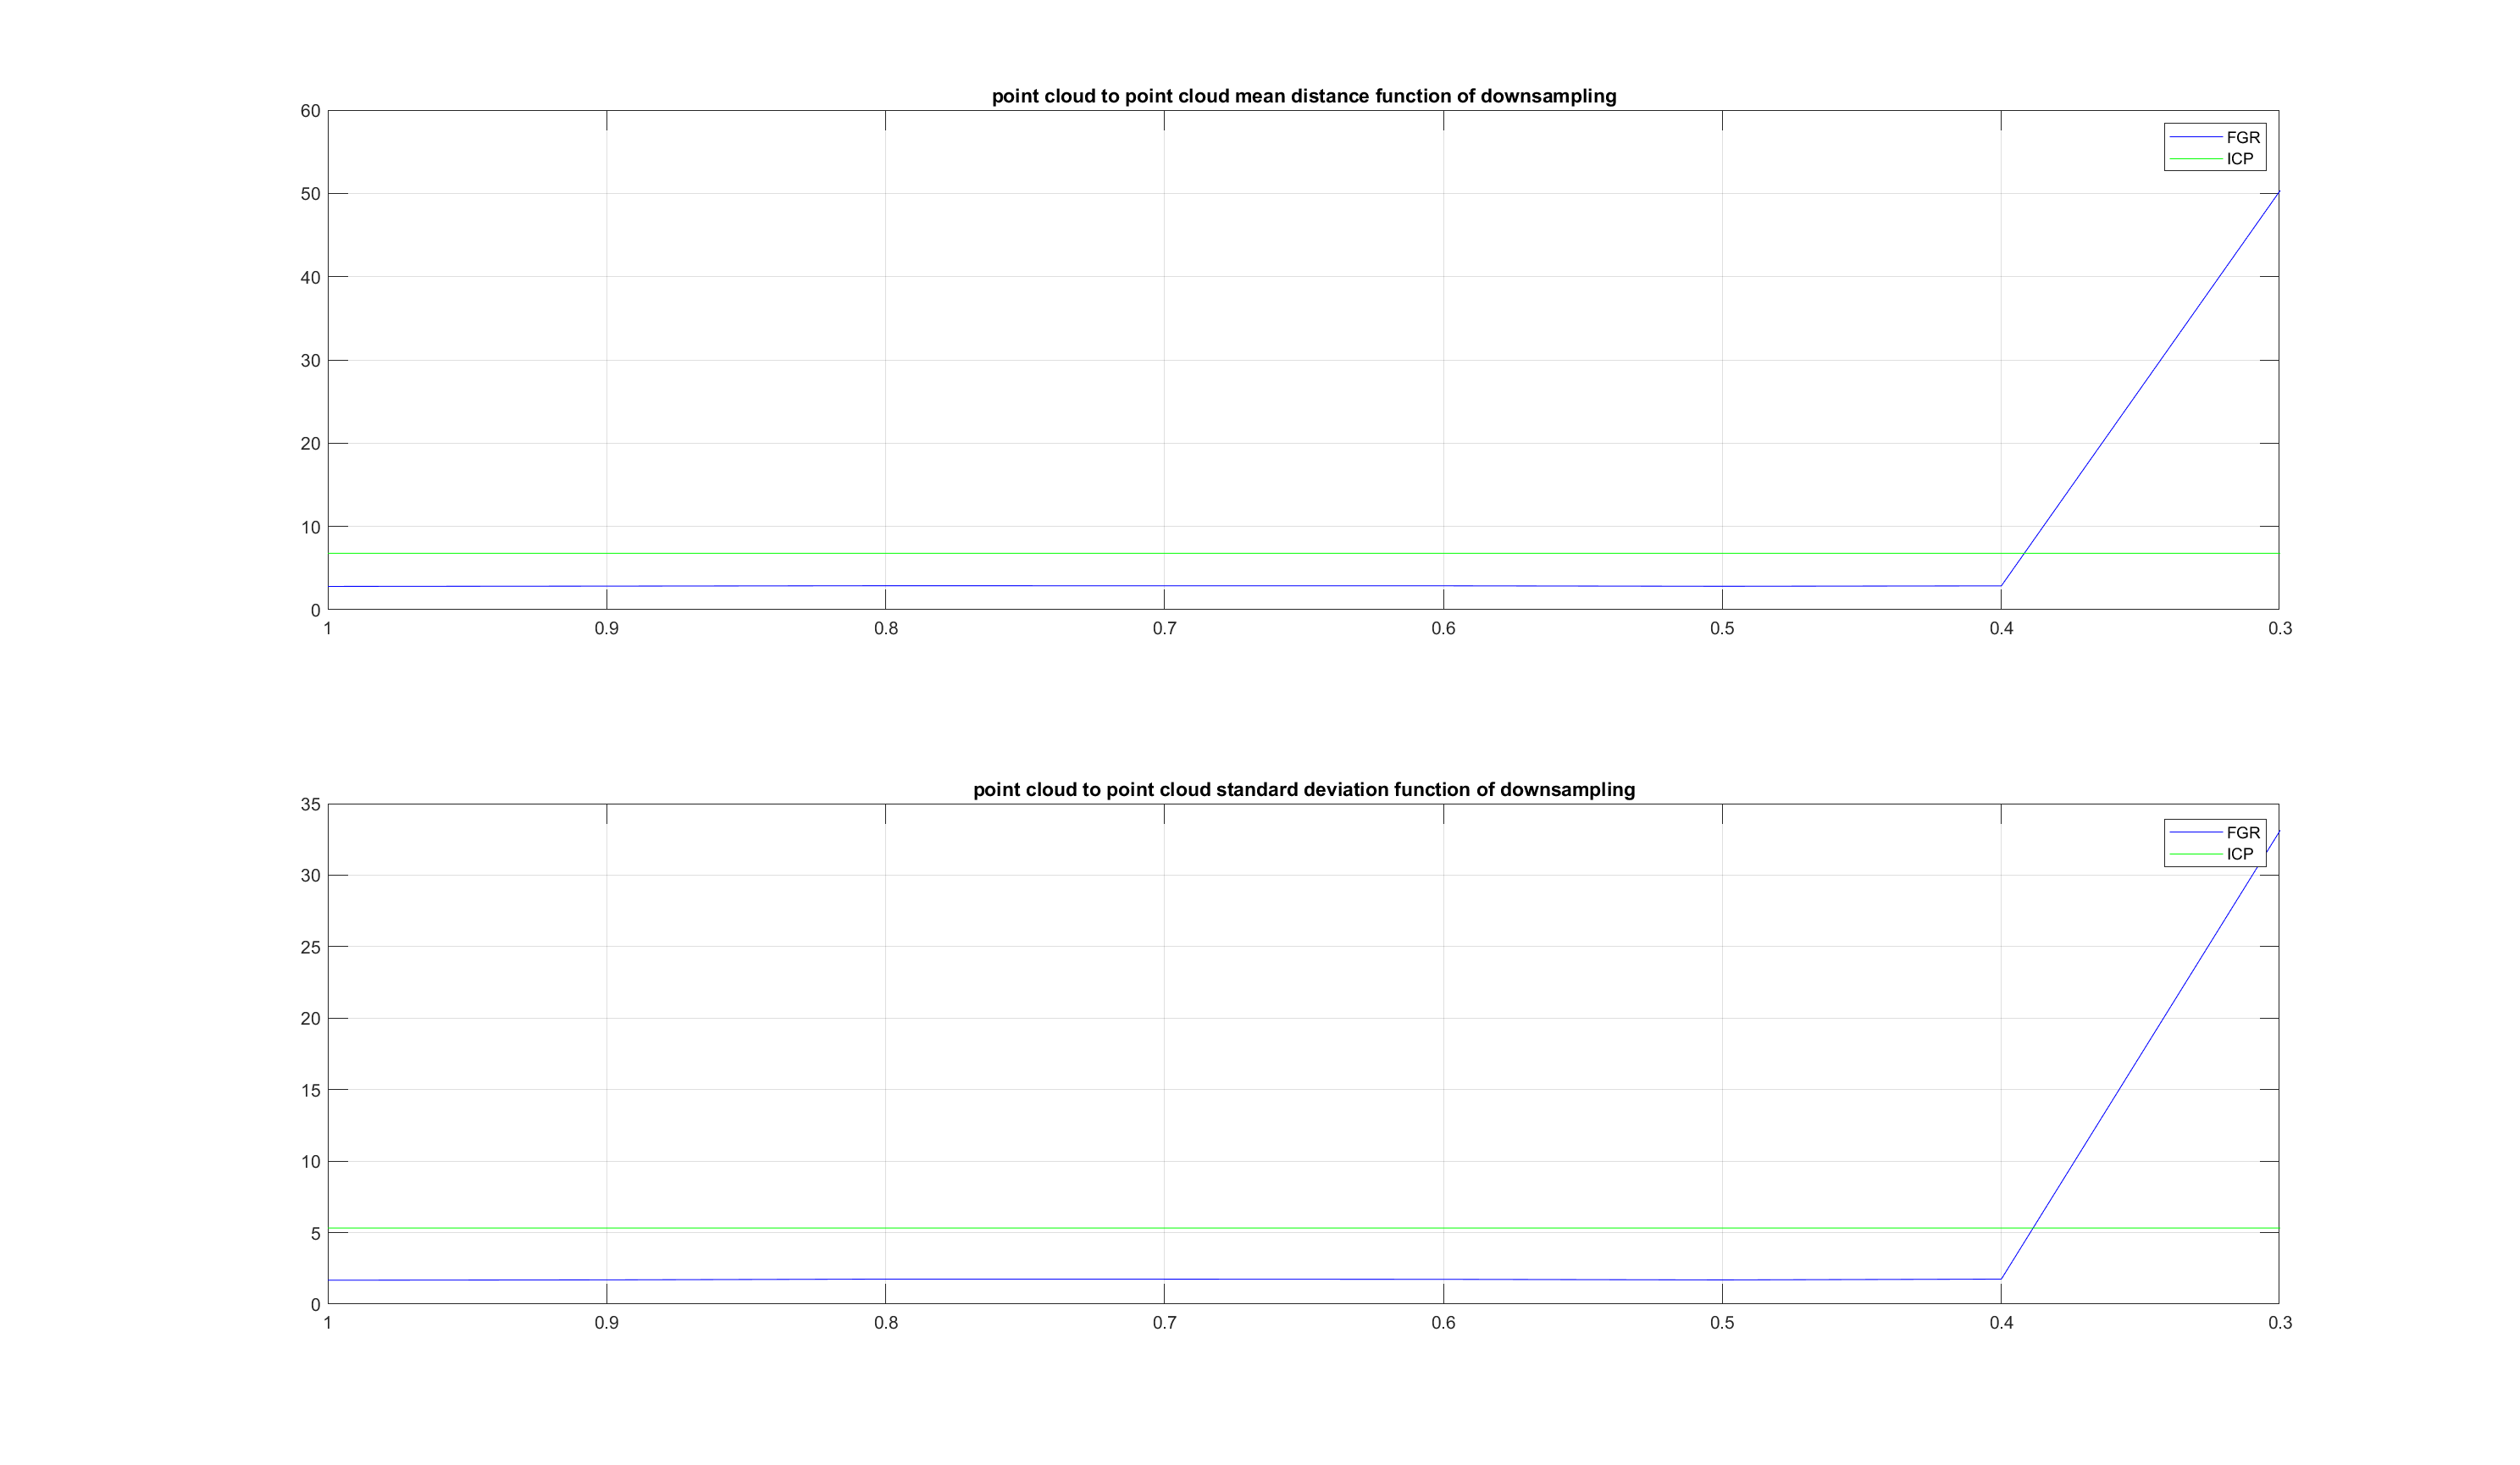 point cloud to point cloud mean distance function of downsampling
60
50
40
30
20
10
0
FGR
ICP
1 0.9 0.8 0.7 0.6 0.5 0.4 0.3
point cloud to point cloud standard deviation function of downsampling
35
30
25
20
15
10
5
0
FGR
ICP
1 0.9 0.8 0.7 0.6 0.5 0.4 0.3